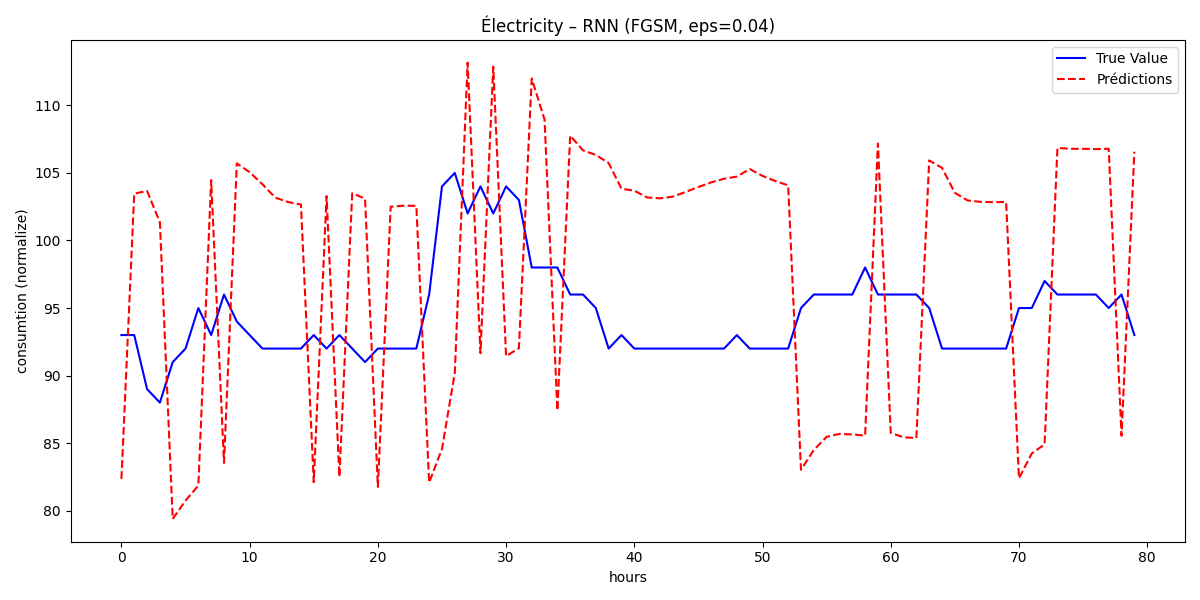 Électricity – RNN (FGSM, eps=0.04)
True Value
Prédictions
consumtion (normalize)
110
105
100
95
90
85
80
0 10 20 30 40 50 60 70 80
hours